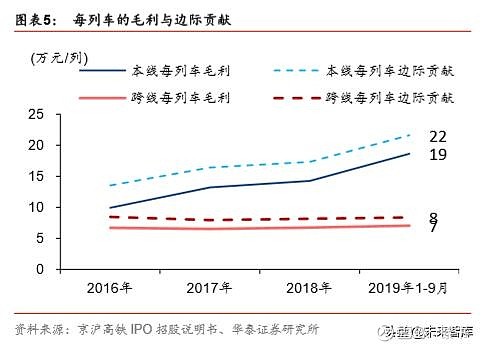 图表5： 每列车的毛利与边际贡献
(万元/列)
本线每列车毛利 本线每列车边际贡献
跨线每列车毛利 跨线每列车边际贡献
25
20
15
10
5
0
22
19
8
7
2016年 2017年 2018年 2019年1-9月
资料来源：京沪高铁 IPO 招股说明书、华泰证券研究所
头条@未来智库